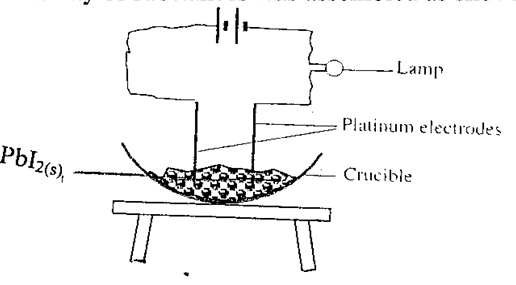 Lamp
Platinum electrodes
PbI2(s),
Crucible